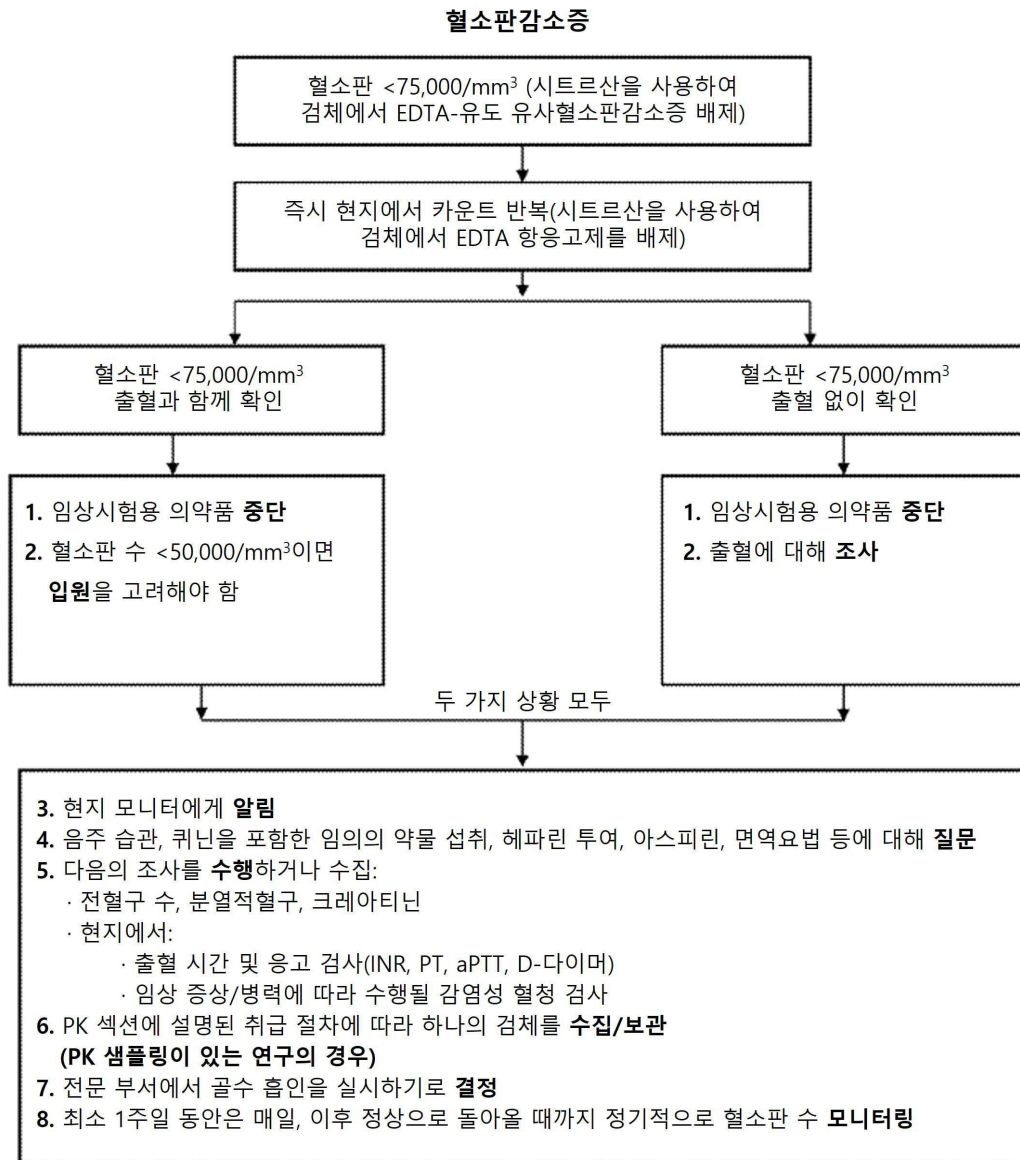 혈소판감소증
혈소판 <75,000/mm³ (시트르산을 사용하여
검체에서 EDTA-유도 유사혈소판감소증 배제)
즉시 현지에서 카운트 반복(시트르산을 사용하여
검체에서 EDTA 항응고제를 배제)
혈소판 <75,000/mm³
출혈과 함께 확인
혈소판 <75,000/mm³
출혈 없이 확인
1. 임상시험용 의약품 중단
2. 혈소판 수 <50,000/mm³이면
입원을 고려해야 함
1. 임상시험용 의약품 중단
2. 출혈에 대해 조사
두 가지 상황 모두
3. 현지 모니터에게 알림
4. 음주 습관, 퀴닌을 포함한 임의의 약물 섭취, 헤파린 투여, 아스피린, 면역요법 등에 대해 질문
5. 다음의 조사를 수행하거나 수집:
· 전혈구 수, 분열적혈구, 크레아티닌
· 현지에서:
· 출혈 시간 및 응고 검사(INR, PT, aPTT, D-다이머)
· 임상 증상/병력에 따라 수행될 감염성 혈청 검사
6. PK 섹션에 설명된 취급 절차에 따라 하나의 검체를 수집/보관
(PK 샘플링이 있는 연구의 경우)
7. 전문 부서에서 골수 흡인을 실시하기로 결정
8. 최소 1주일 동안은 매일, 이후 정상으로 돌아올 때까지 정기적으로 혈소판 수 모니터링